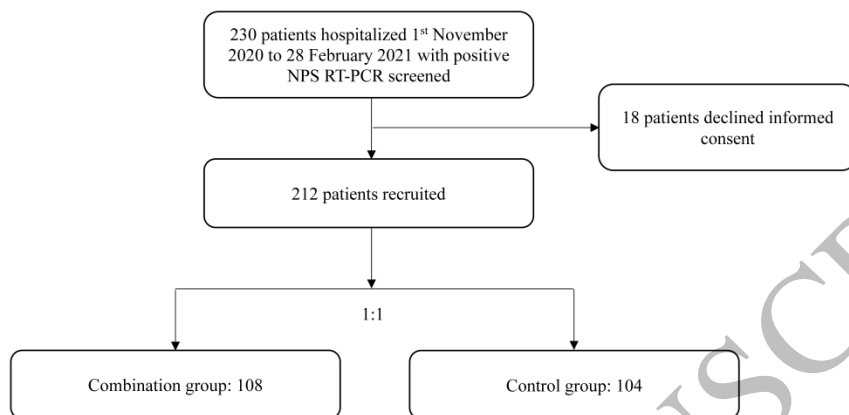 230 patients hospitalized 1st November
2020 to 28 February 2021 with positive
NPS RT-PCR screened
18 patients declined informed
consent
212 patients recruited
1:1
Combination group: 108
Control group: 104